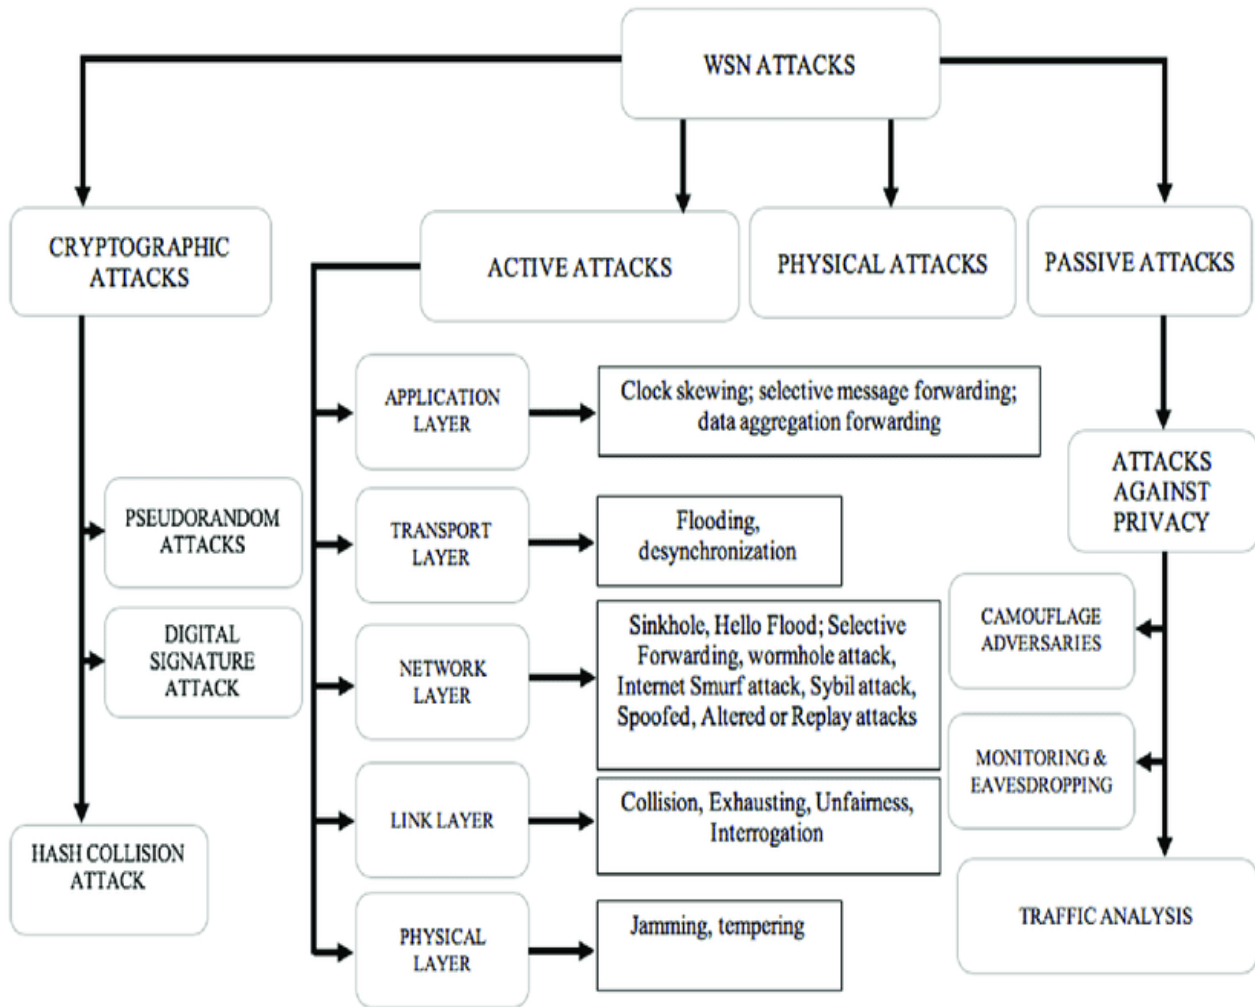 WSN ATTACKS
CRYPTOGRAPHIC
ATTACKS
ACTIVE ATTACKS
PHYSICAL ATTACKS
PASSIVE ATTACKS
APPLICATION
LAYER
Clock skewing; selective message forwarding;
data aggregation forwarding
ATTACKS
AGAINST
PRIVACY
PSEUDORANDOM
ATTACKS
TRANSPORT
LAYER
Flooding,
desynchronization
DIGITAL
SIGNATURE
ATTACK
NETWORK
LAYER
Sinkhole, Hello Flood; Selective
Forwarding, wormhole attack,
Internet Smurf attack, Sybil attack,
Spoofed, Altered or Replay attacks
CAMOUFLAGE
ADVERSARIES
MONITORING &
EAVESDROPPING
LINK LAYER
Collision, Exhausting, Unfairness,
Interrogation
HASH COLLISION
ATTACK
PHYSICAL
LAYER
Jamming, tempering
TRAFFIC ANALYSIS